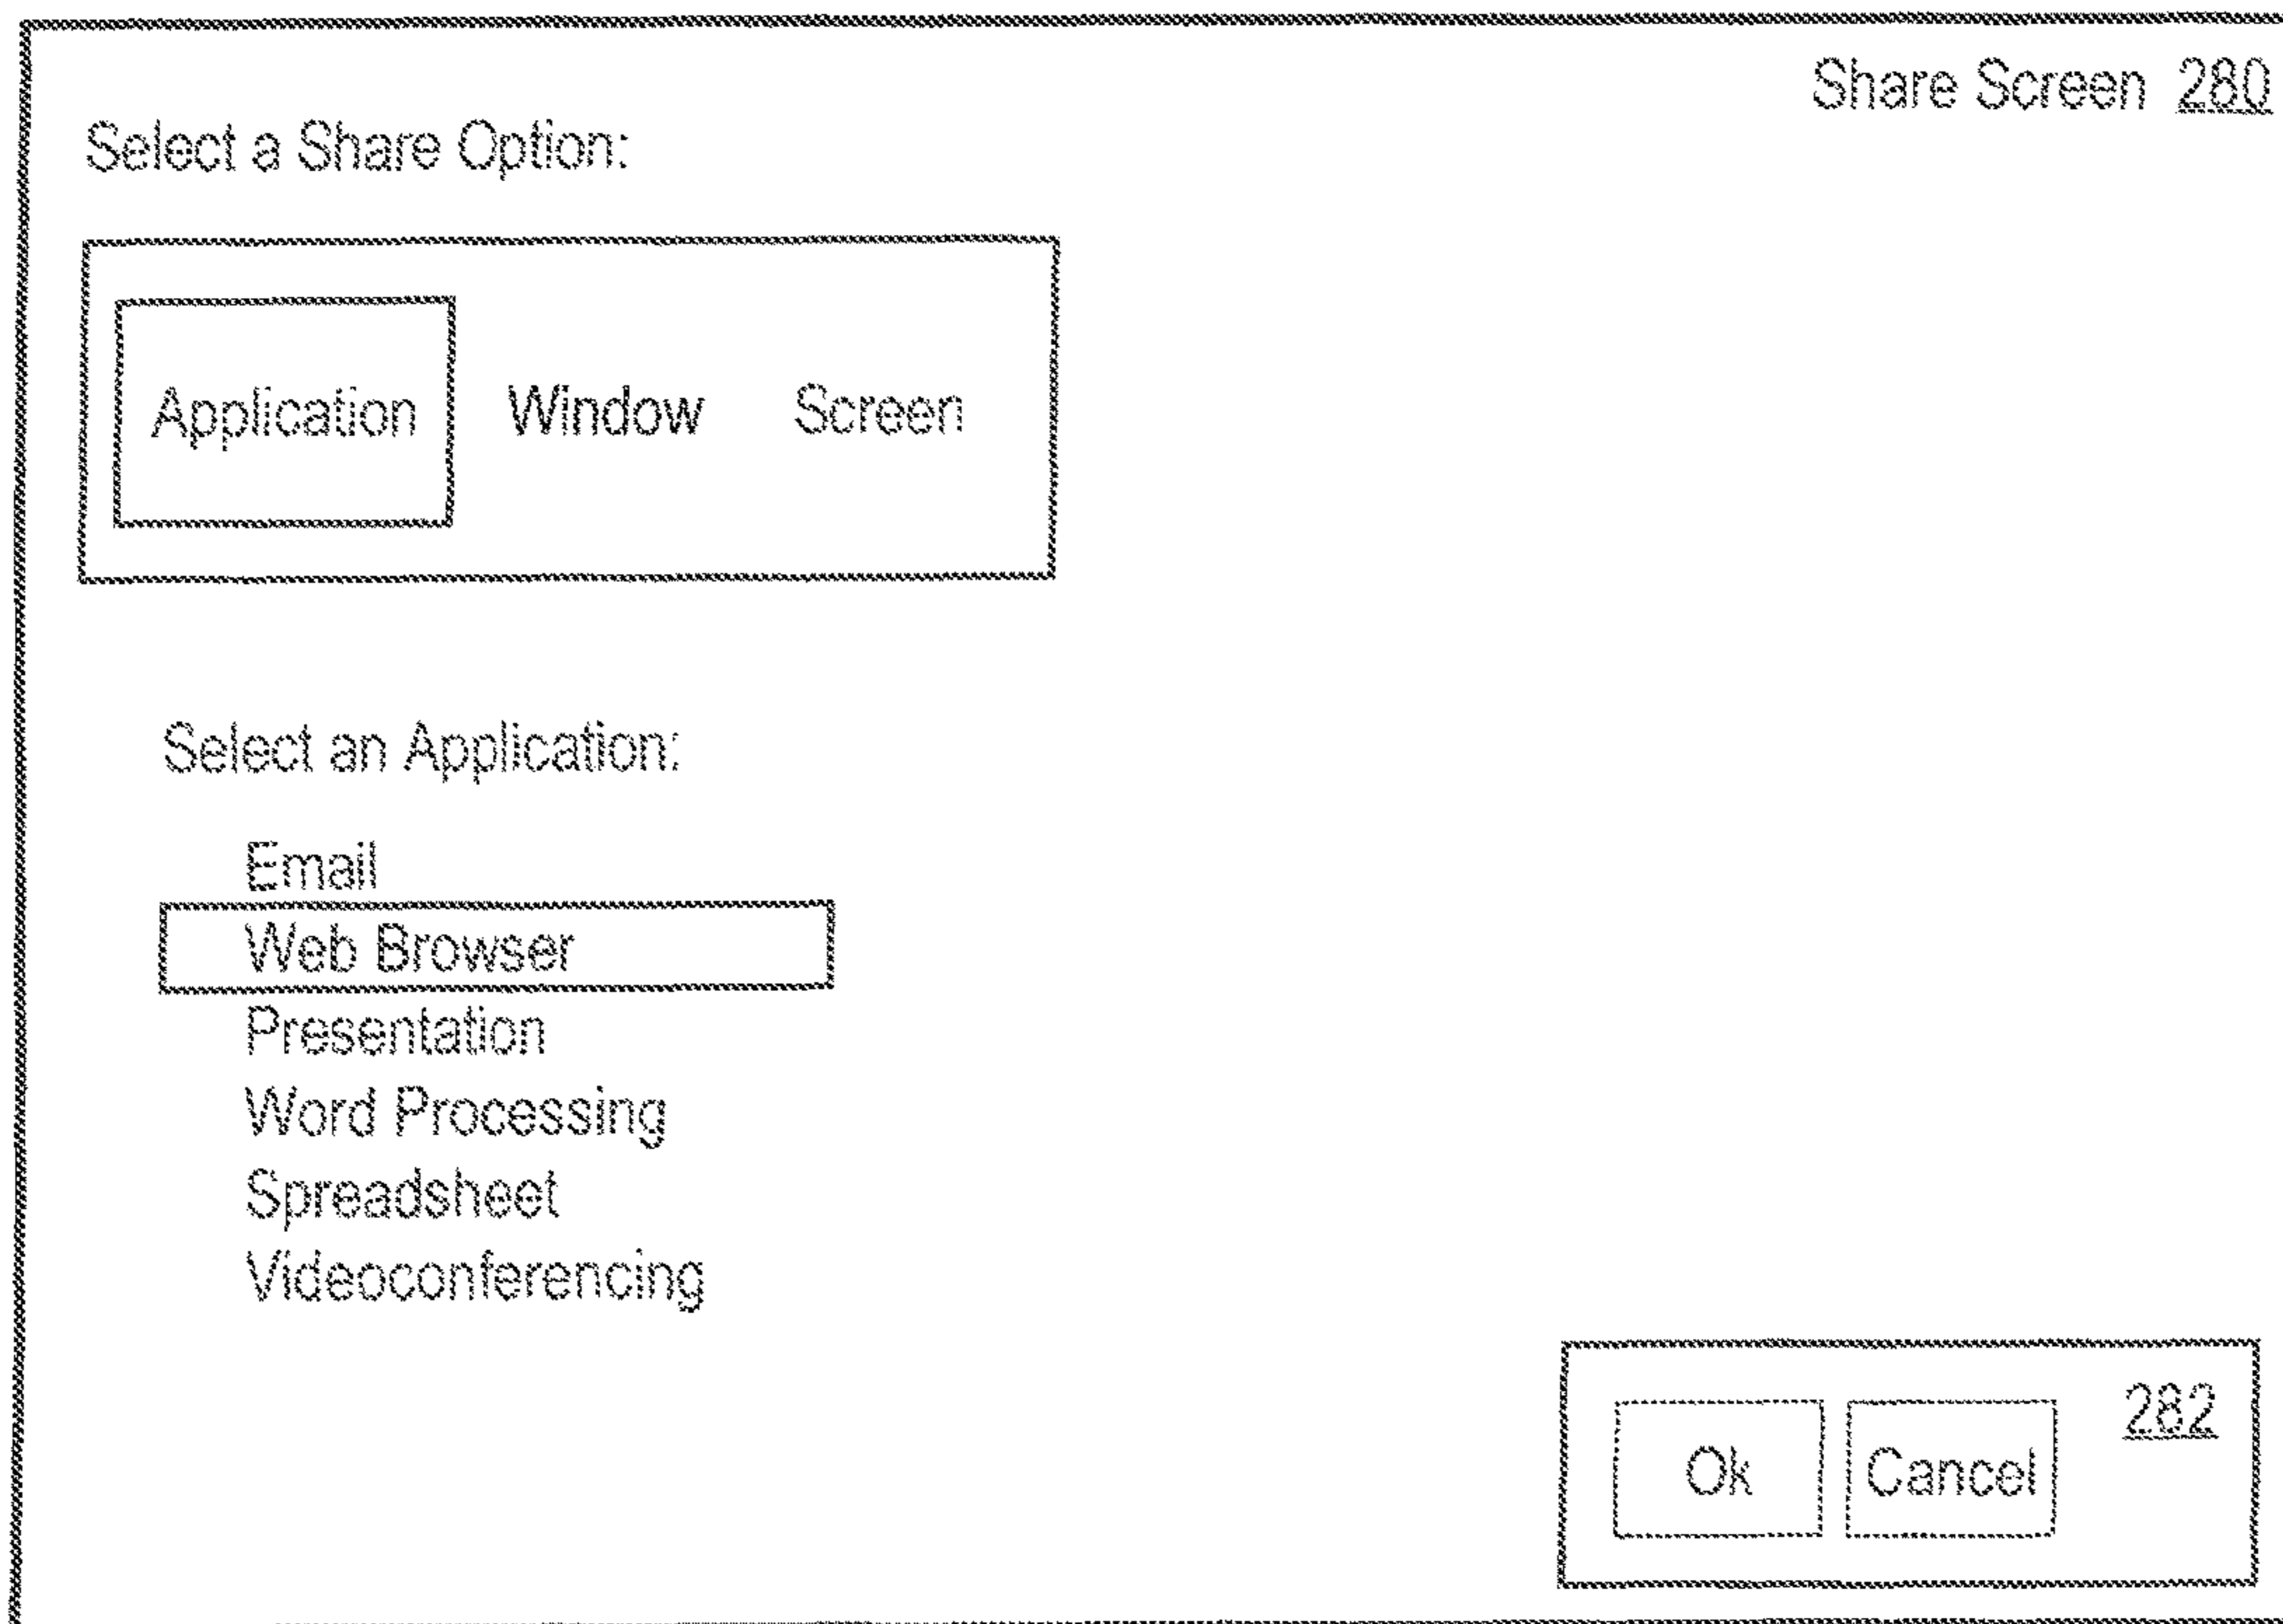 Share Screen 280
Select a Share Option:
Application Window Screen
Select an Application:
Email
Web Browser
Presentation
Word Processing
Spreadsheet
Videoconferencing
282
Ok Cancel